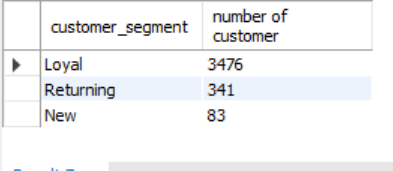 customer_segment number of customer
Loyal 3476
Returning 341
New 83